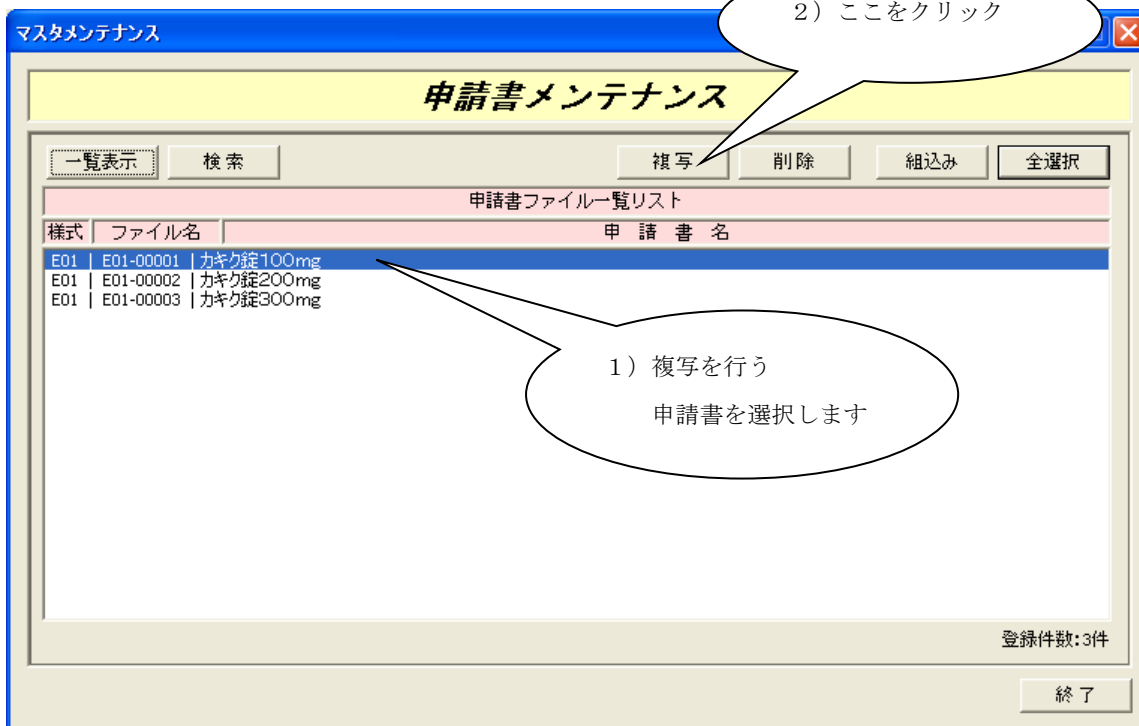 2）ここをクリック
マスタメンテナンス
申請書メンテナンス
一覧表示 検索 複写 削除 組込み 全選択
申請書ファイル一覧リスト
様式 ファイル名 申 請 書 名
E01 | E01-00001 | カキク錠100mg
E01 | E01-00002 | カキク錠200mg
E01 | E01-00003 | カキク錠300mg
1）複写を行う
申請書を選択します
登録件数:3件
終了